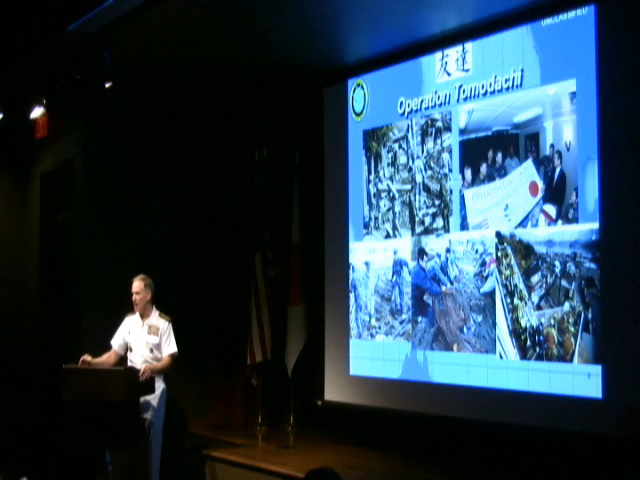 UNCLASSIFIED
友達
Operation Tomodachi